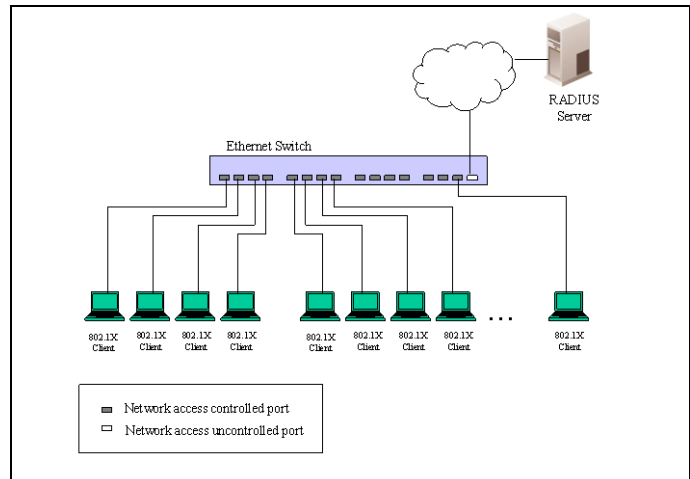 RADIUS
Server
Ethernet Switch
802.1X
Client
802.1X
Client
802.1X
Client
802.1X
Client
802.1X
Client
802.1X
Client
802.1X
Client
802.1X
Client
...
802.1X
Client
Network access controlled port
Network access uncontrolled port